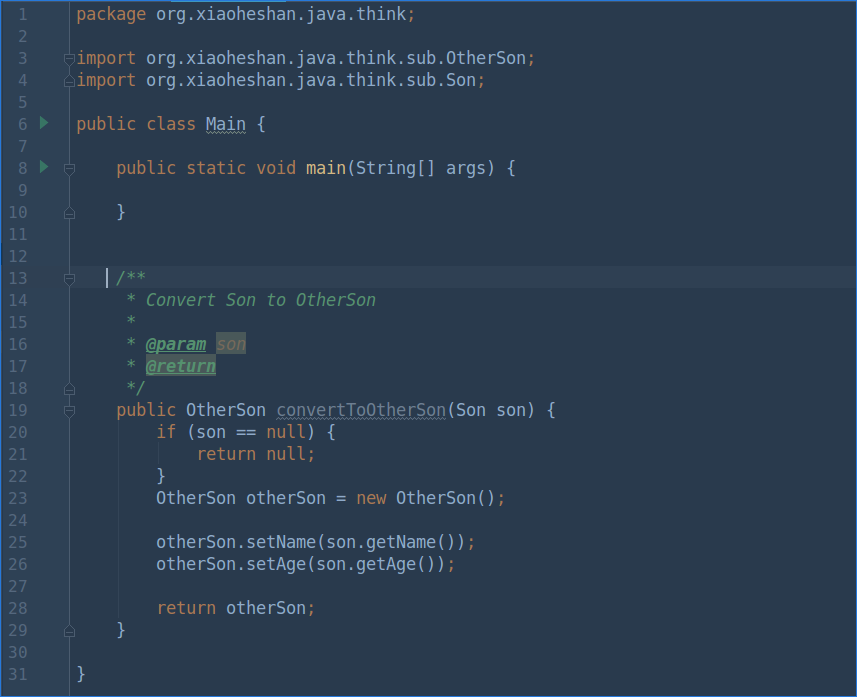 1 package org.xiaoheshan.java.think;
2
3 import org.xiaoheshan.java.think.sub.OtherSon;
4 import org.xiaoheshan.java.think.sub.Son;
5
6 public class Main {
7
8     public static void main(String[] args) {
9
10     }
11
12
13     /**
14      * Convert Son to OtherSon
15      *
16      * @param son
17      * @return
18      */
19     public OtherSon convertToOtherSon(Son son) {
20         if (son == null) {
21             return null;
22         }
23         OtherSon otherSon = new OtherSon();
24
25         otherSon.setName(son.getName());
26         otherSon.setAge(son.getAge());
27
28         return otherSon;
29     }
30
31 }